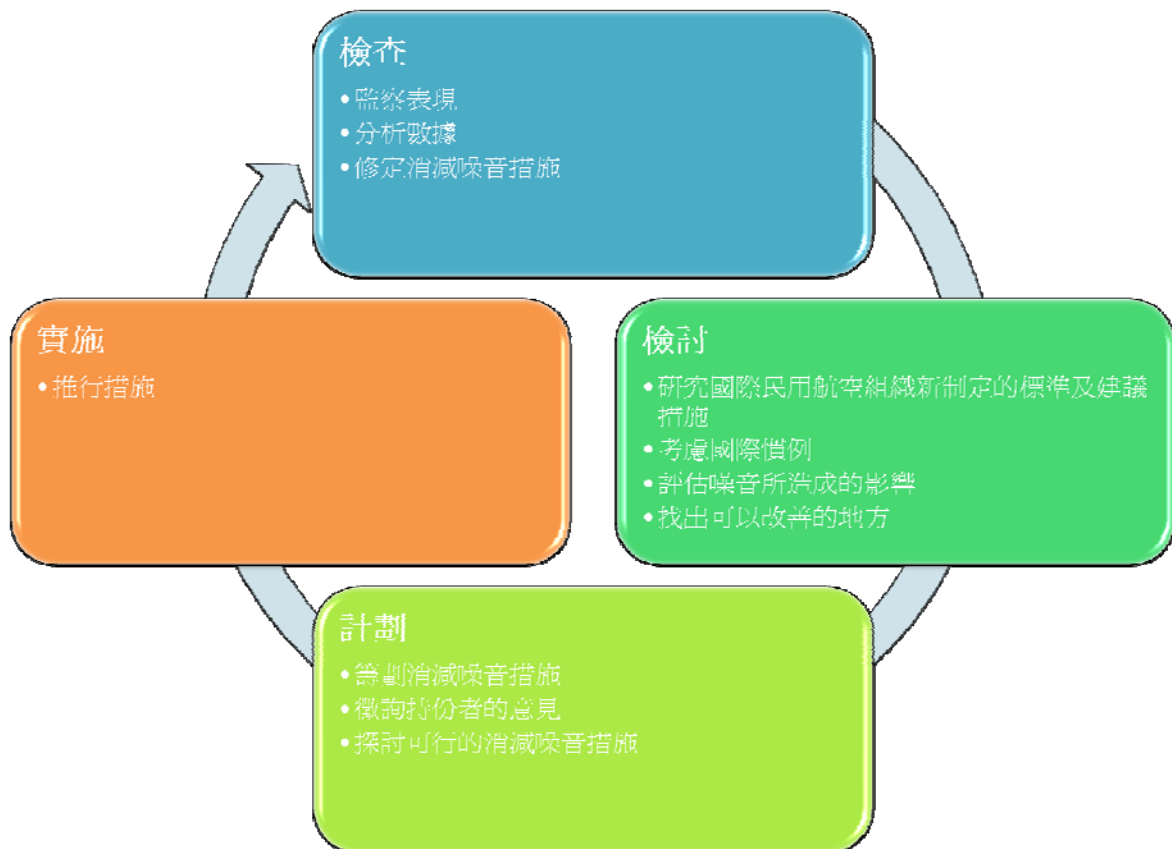 檢查
• 監察表現
• 分析數據
• 修定消減噪音措施
實施
• 推行措施
檢討
• 研究國際民用航空組織新制定的標準及建議
措施
• 考慮國際慣例
• 評估噪音所造成的影響
• 找出可以改善的地方
計劃
• 籌劃消減噪音措施
• 徵詢持份者的意見
• 探討可行的消減噪音措施